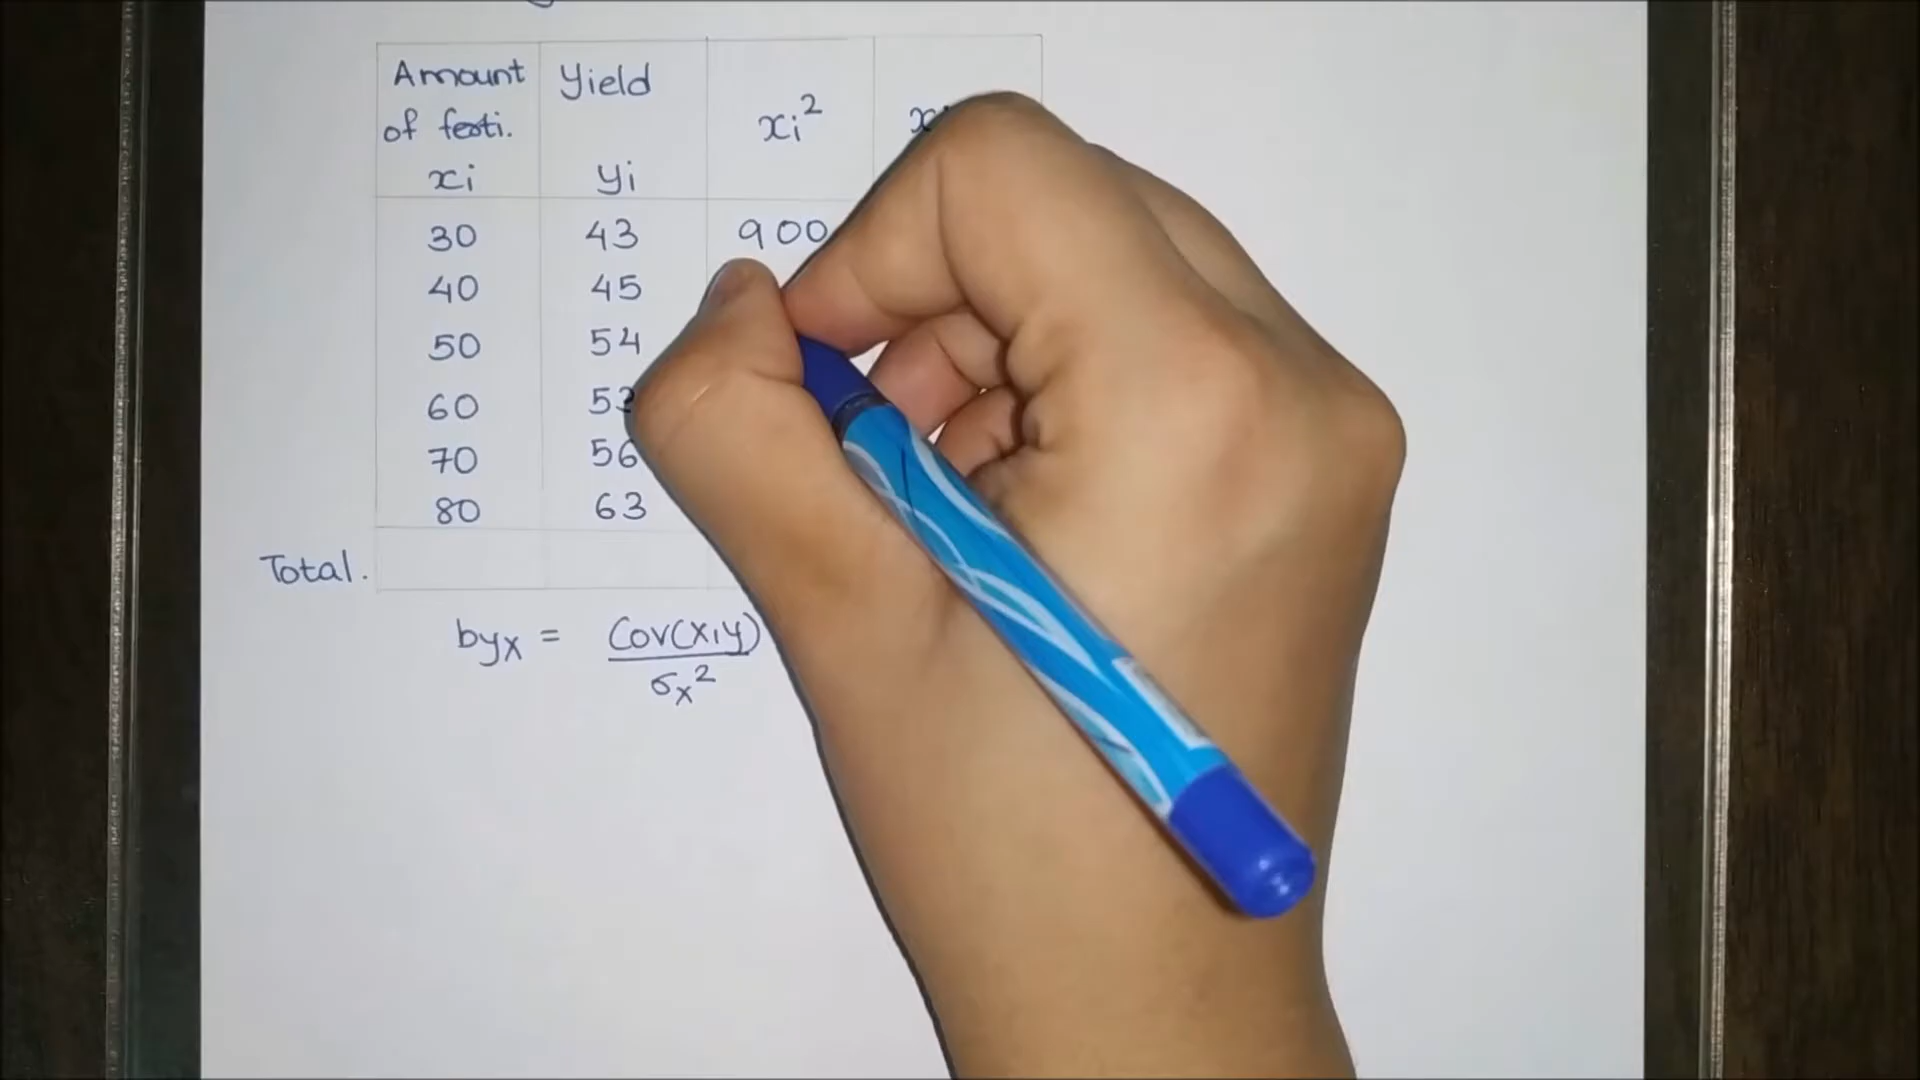 Amount Yield
of ferti. xi²
xi yi
30 43 900
40 45
50 54
60
70 56
80 63
Total.
byx = Cov(x,y)
σx²